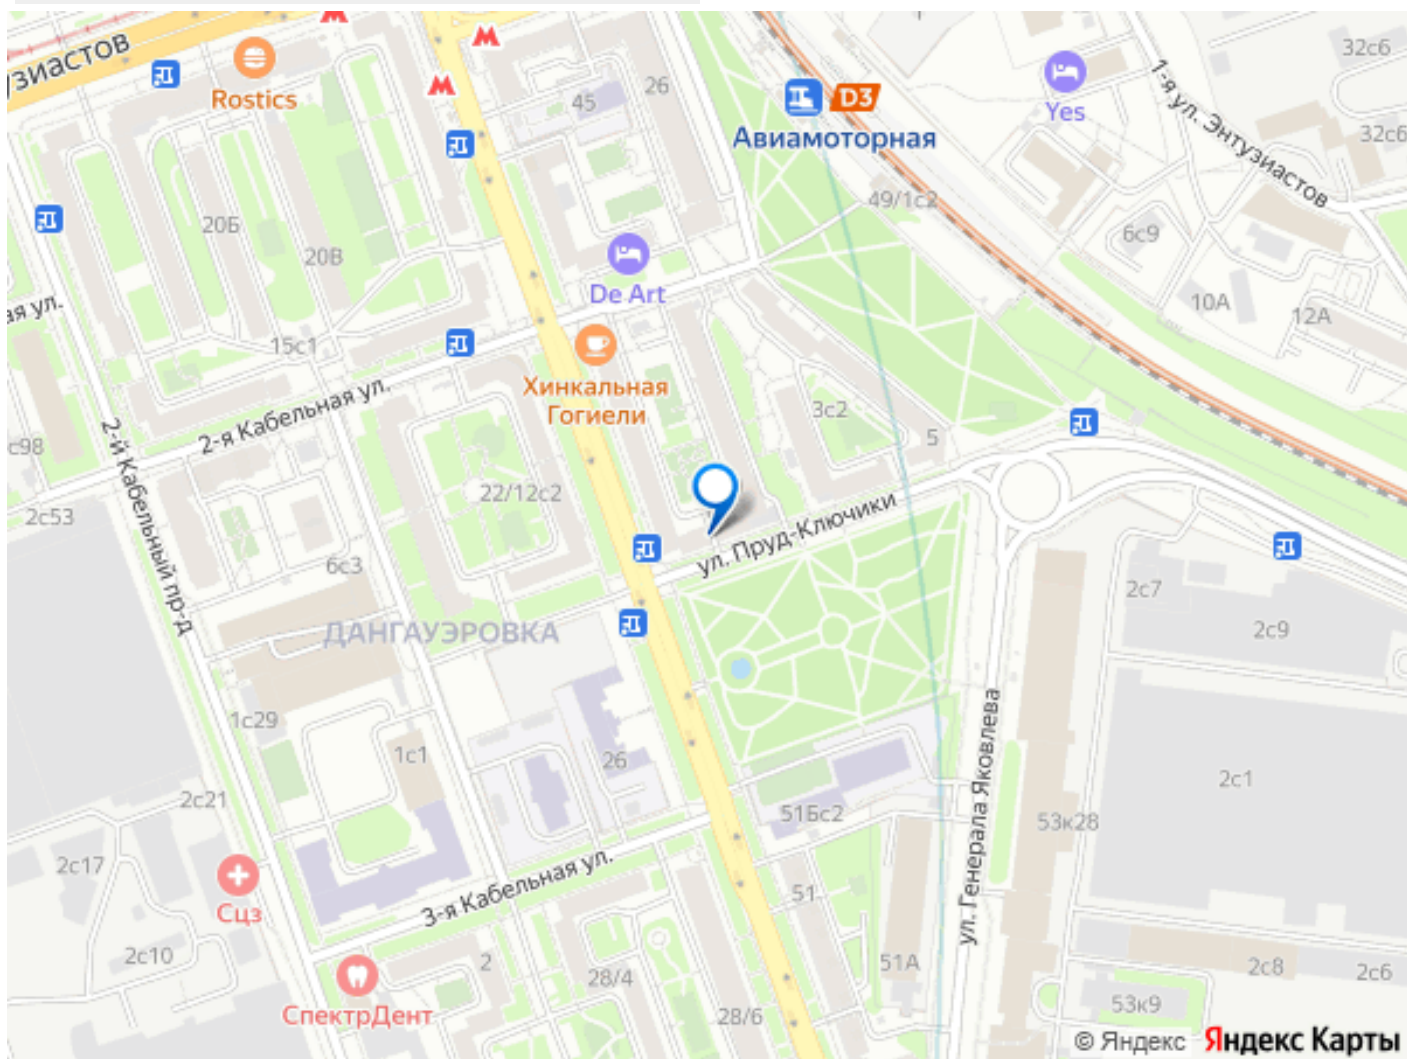 узиастов
Rostics
26
45
D3
Авиамоторная
Yes
32с6
32с6
1-я ул. Энтузиастов
49/1с2
6с9
20Б
20В
De Art
10А
12А
ая ул.
15с1
Хинкальная
Гогиели
2-я Кабельная ул.
3с2
5
с98
2-й Кабельный пр-д
22/12с2
2с53
ул. Пруд-Ключики
6с3
2с7
2с9
ДАНГАУЭРОВКА
1с29
1с1
26
ул. Генерала Яковлева
2с1
2с21
51Бс2
53к28
2с17
3-я Кабельная ул.
Сцз
51
2с10
2
28/4
51А
2с8
2с6
СпектрДент
28/6
53к9
© Яндекс Яндекс Карты